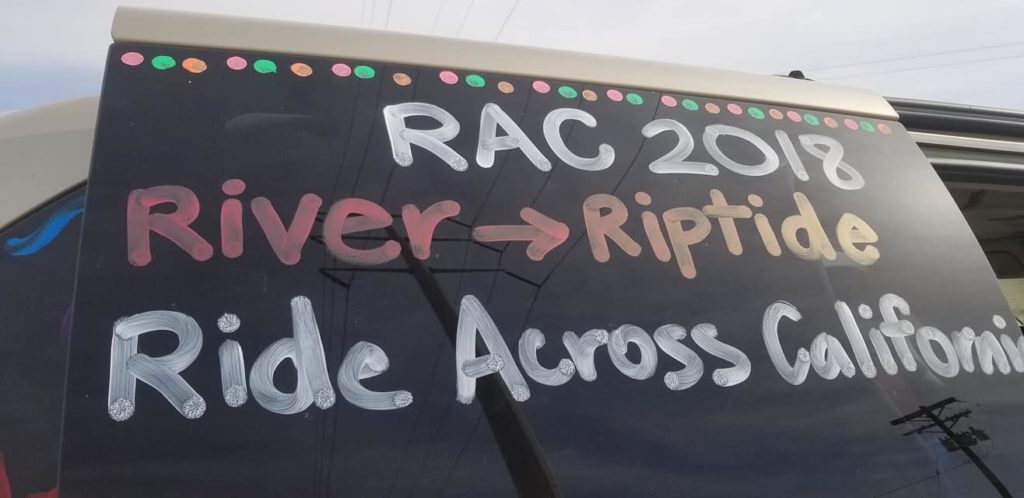 RAC 2018
River → Riptide
Ride Across Californi